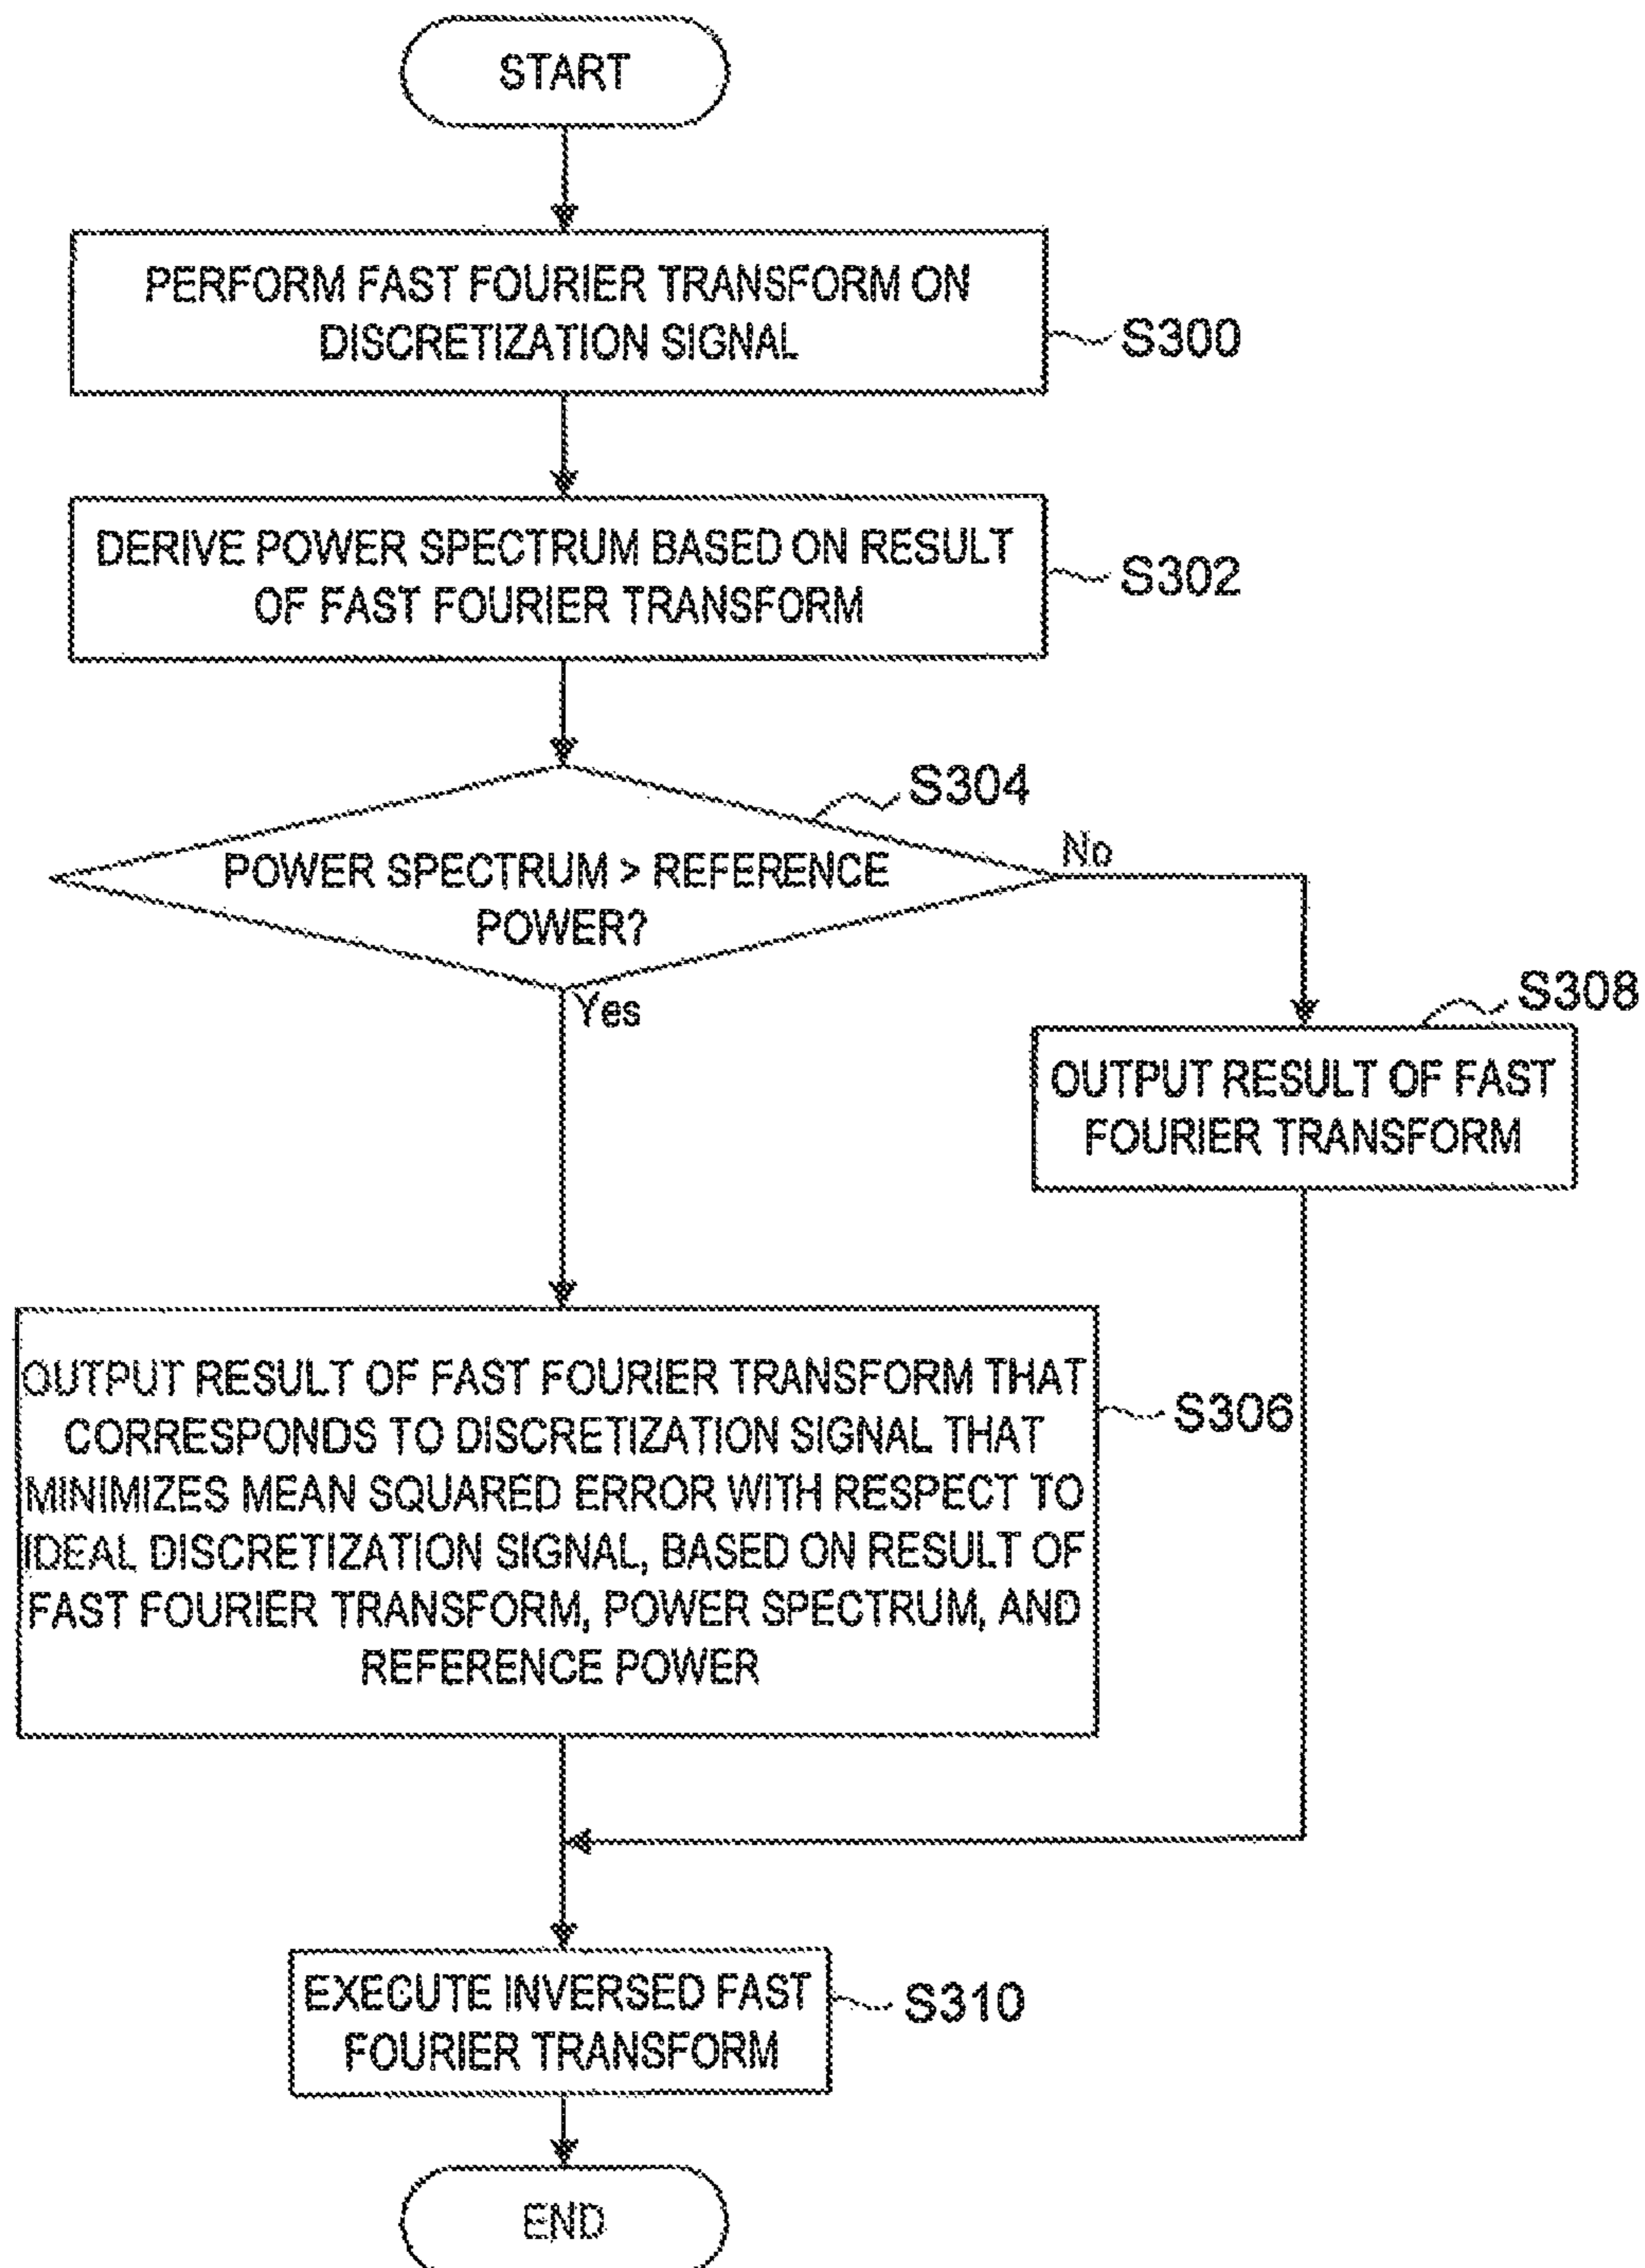 START
PERFORM FAST FOURIER TRANSFORM ON
DISCRETIZATION SIGNAL
S300
DERIVE POWER SPECTRUM BASED ON RESULT
OF FAST FOURIER TRANSFORM
S302
S304
POWER SPECTRUM > REFERENCE
POWER?
No
Yes
S308
OUTPUT RESULT OF FAST
FOURIER TRANSFORM
OUTPUT RESULT OF FAST FOURIER TRANSFORM THAT
CORRESPONDS TO DISCRETIZATION SIGNAL THAT
MINIMIZES MEAN SQUARED ERROR WITH RESPECT TO
IDEAL DISCRETIZATION SIGNAL, BASED ON RESULT OF
FAST FOURIER TRANSFORM, POWER SPECTRUM, AND
REFERENCE POWER
S306
EXECUTE INVERSED FAST
FOURIER TRANSFORM
S310
END